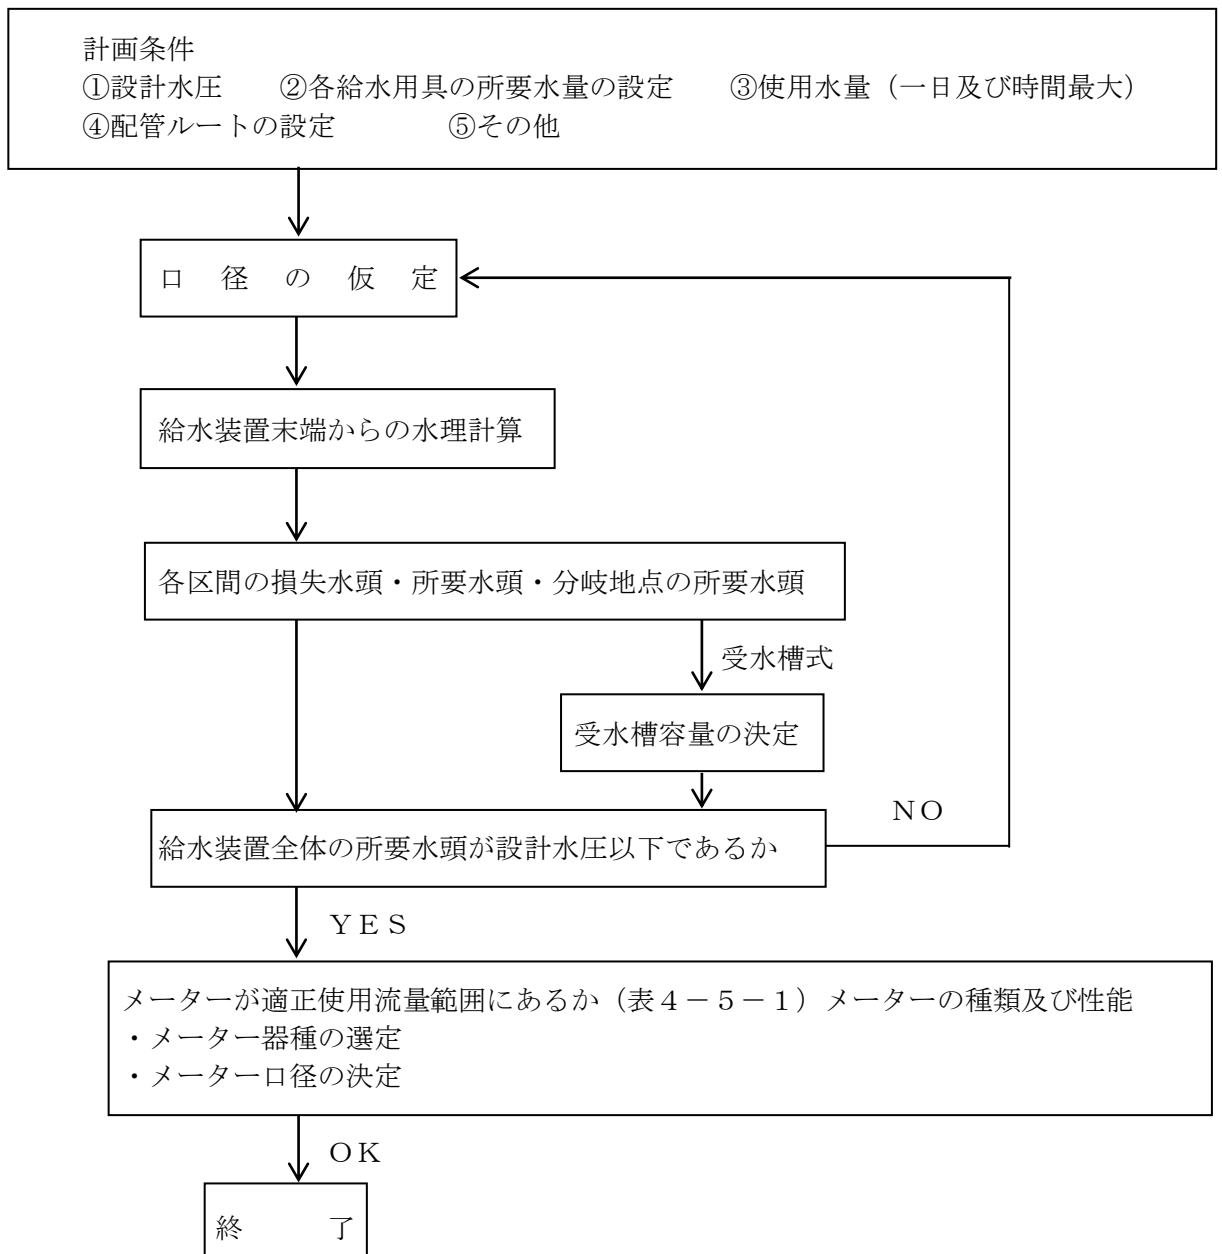 計画条件
①設計水圧　②各給水用具の所要水量の設定　③使用水量（一日及び時間最大）
④配管ルートの設定　⑤その他
口径の仮定
給水装置末端からの水理計算
各区間の損失水頭・所要水頭・分岐地点の所要水頭
受水槽式
受水槽容量の決定
ＮＯ
給水装置全体の所要水頭が設計水圧以下であるか
ＹＥＳ
メーターが適正使用流量範囲にあるか（表４－５－１）メーターの種類及び性能
・メーター器種の選定
・メーター口径の決定
ＯＫ
終了